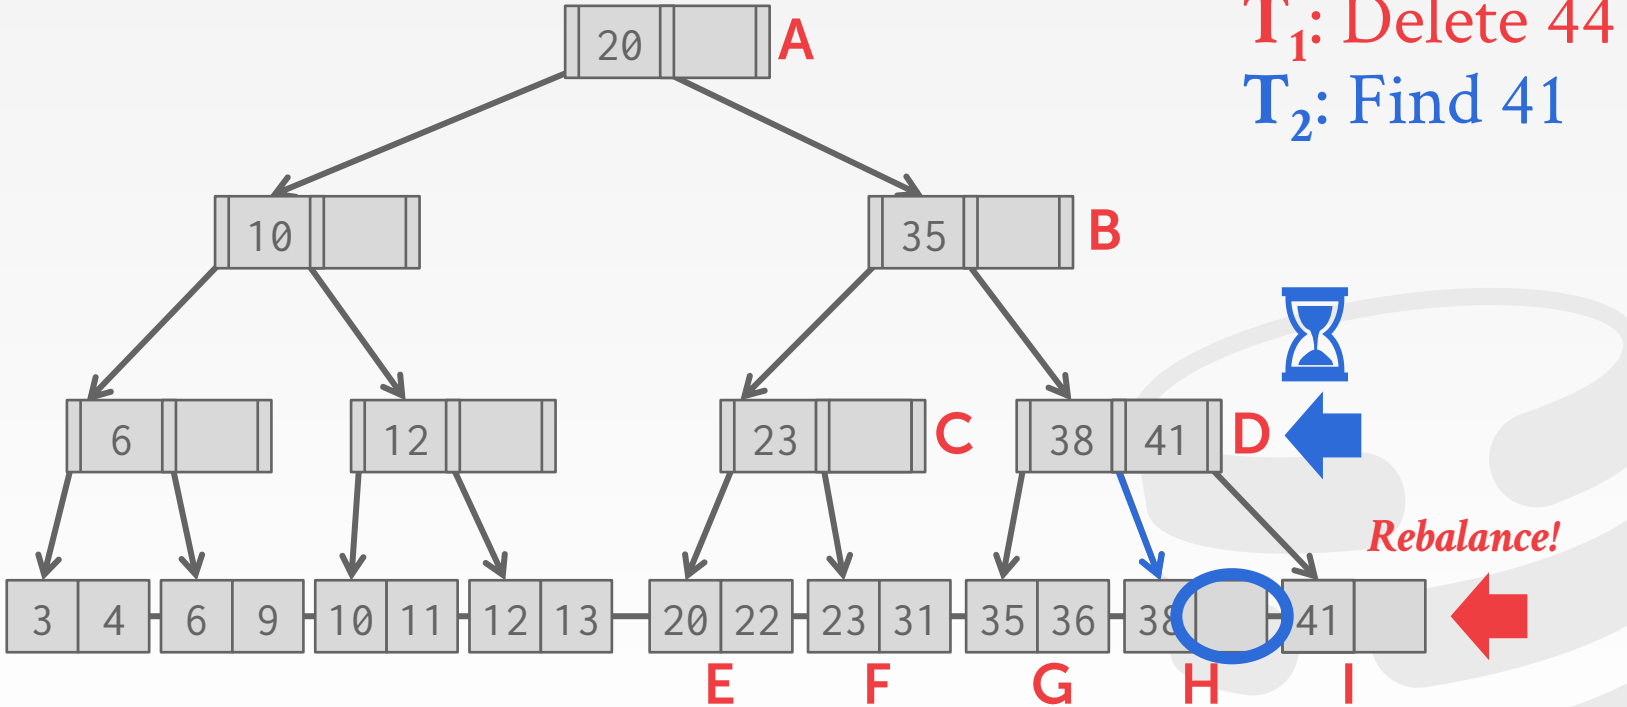 T1: Delete 44
T2: Find 41
20 A
10
35 B
6
12
23 C
38 41 D
Rebalance!
3 4 6 9 10 11 12 13 20 22 23 31 35 36 38 41
E F G H I